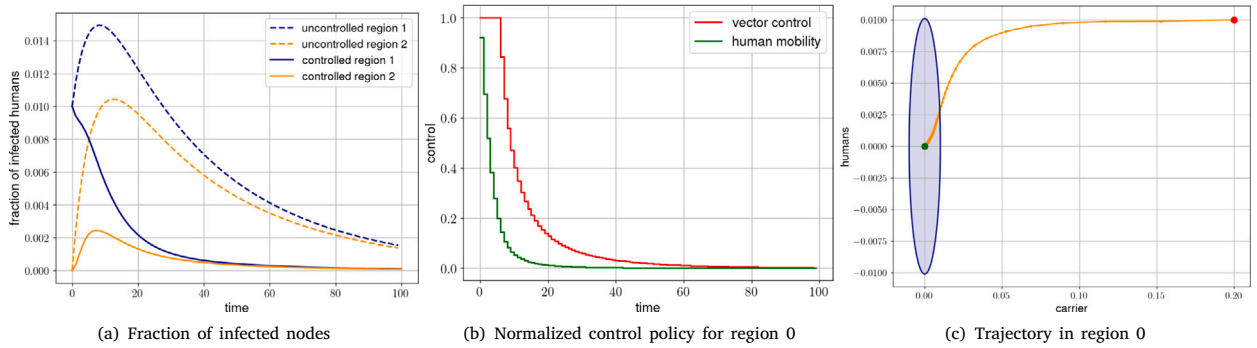 fraction of infected humans
0.014
0.012
0.010
0.008
0.006
0.004
0.002
0.000
0
20
40
60
80
100
time
uncontrolled region 1
uncontrolled region 2
controlled region 1
controlled region 2
(a) Fraction of infected nodes
control
1.0
0.8
0.6
0.4
0.2
0.0
0
20
40
60
80
100
time
vector control
human mobility
(b) Normalized control policy for region 0
humans
0.0100
0.0075
0.0050
0.0025
0.0000
−0.0025
−0.0050
−0.0075
−0.0100
0.00
0.05
0.10
0.15
0.20
carrier
(c) Trajectory in region 0